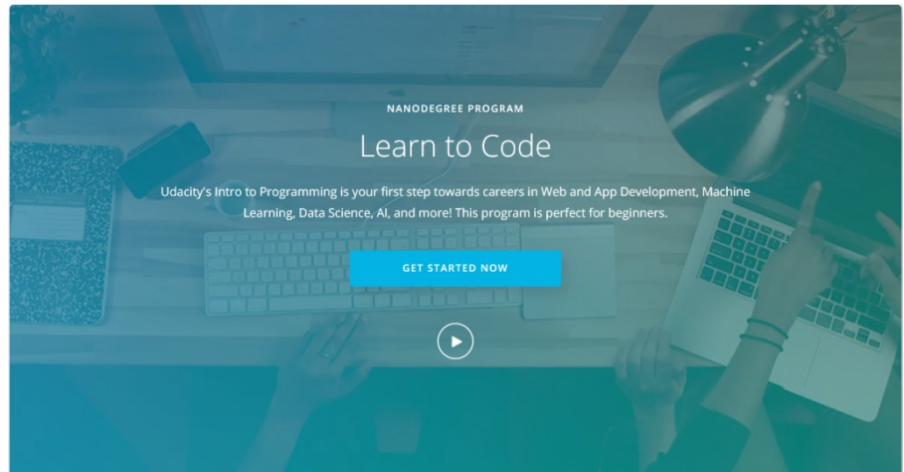 NANODEGREE PROGRAM
Learn to Code
Udacity's Intro to Programming is your first step towards careers in Web and App Development, Machine
Learning, Data Science, AI, and more! This program is perfect for beginners.
GET STARTED NOW